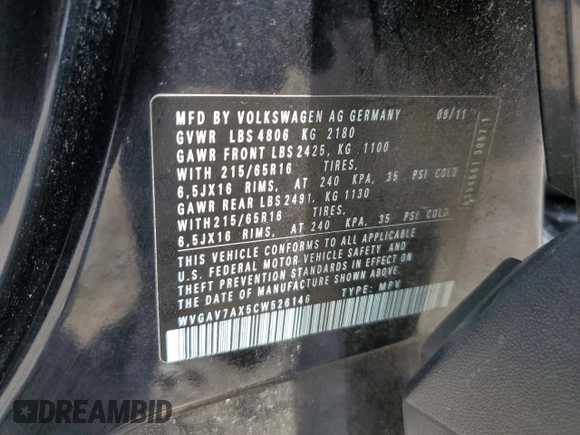 MFD BY VOLKSWAGEN AG GERMANY 09/11
GVWR LBS 4806 KG 2180
GAWR FRONT LBS 2425, KG 1100
WITH 215/65R16 TIRES,
6,5JX16 RIMS, AT 240 KPA, 35 PSI COLD
GAWR REAR LBS 2491, KG 1130
WITH 215/65R16 TIRES,
6,5JX16 RIMS, AT 240 KPA, 35 PSI COLD
THIS VEHICLE CONFORMS TO ALL APPLICABLE
U.S. FEDERAL MOTOR VEHICLE SAFETY AND
THEFT PREVENTION STANDARDS IN EFFECT ON
THE DATE OF MANUFACTURE SHOWN ABOVE.
WVGAV7AX5CW526146 TYPE: MPV
DREAMBID